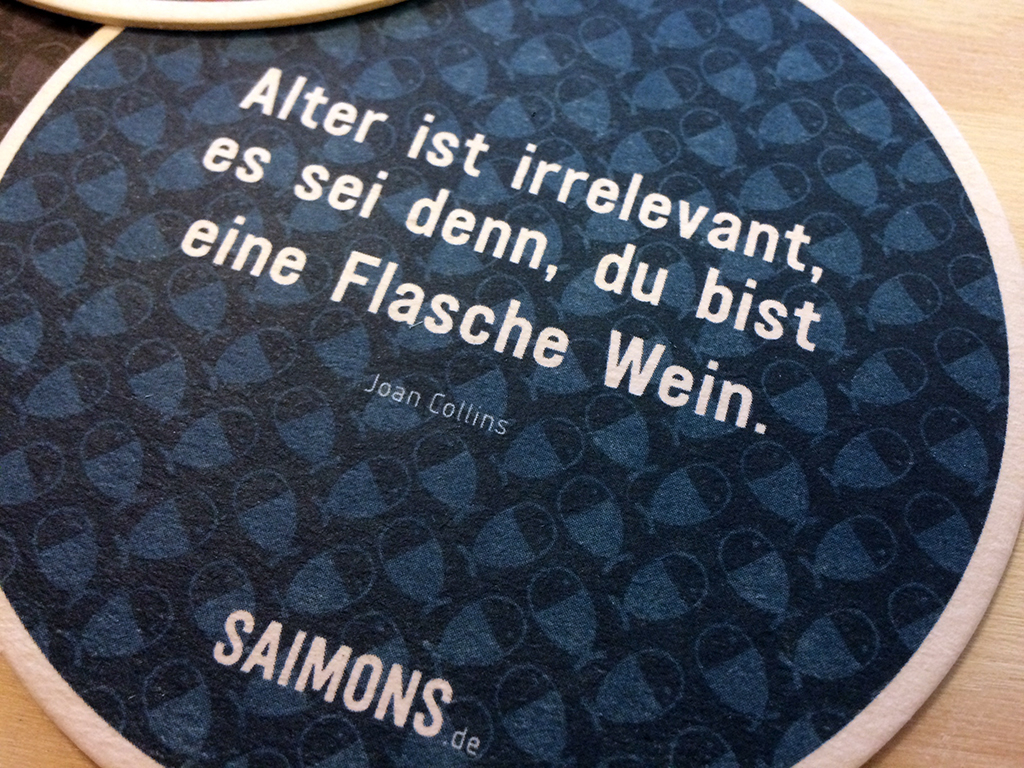 Alter ist irrelevant,
es sei denn, du bist
eine Flasche Wein.
Joan Collins
SAIMONS.de